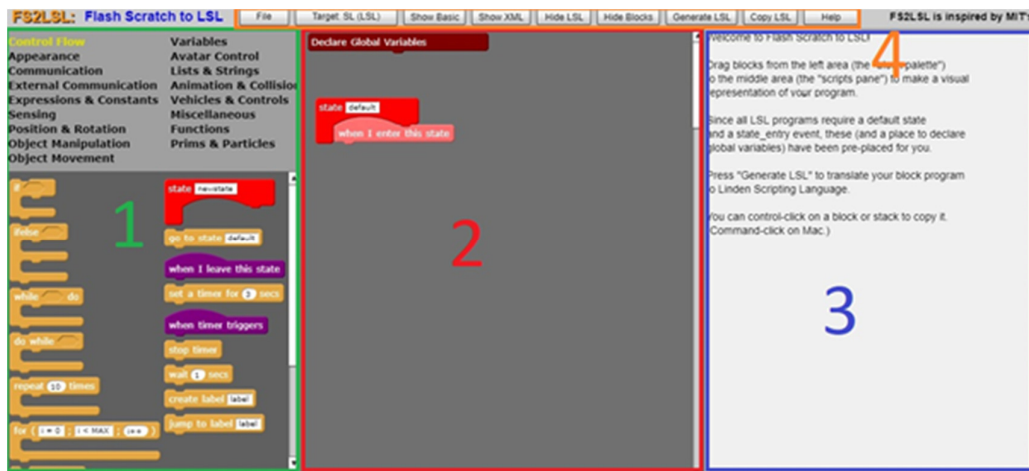 FS2LSL: Flash Scratch to LSL
File
Target: SL (LSL)
Show Basic
Show XML
Hide LSL
Hide Blocks
Generate LSL
Copy LSL
Help
FS2LSL is inspired by MIT's
4
Control Flow
Appearance
Communication
External Communication
Expressions & Constants
Sensing
Position & Rotation
Object Manipulation
Object Movement
Variables
Avatar Control
Lists & Strings
Animation & Collision
Vehicles & Controls
Miscellaneous
Functions
Prims & Particles
1
if
ifelse
while do
do while
repeat 10 times
for ( i = 0 ; i < MAX ; i++ )
state newstate
go to state default
when I leave this state
set a timer for 3 secs
when timer triggers
stop timer
wait 1 secs
create label label
jump to label label
Declare Global Variables
state default
when I enter this state
2
Welcome to Flash Scratch to LSL!
Drag blocks from the left area (the palette")
to the middle area (the "scripts pane") to make a visual
representation of your program.
Since all LSL programs require a default state
and a state_entry event, these (and a place to declare
global variables) have been pre-placed for you.
Press "Generate LSL" to translate your block program
to Linden Scripting Language.
You can control-click on a block or stack to copy it.
(Command-click on Mac.)
3